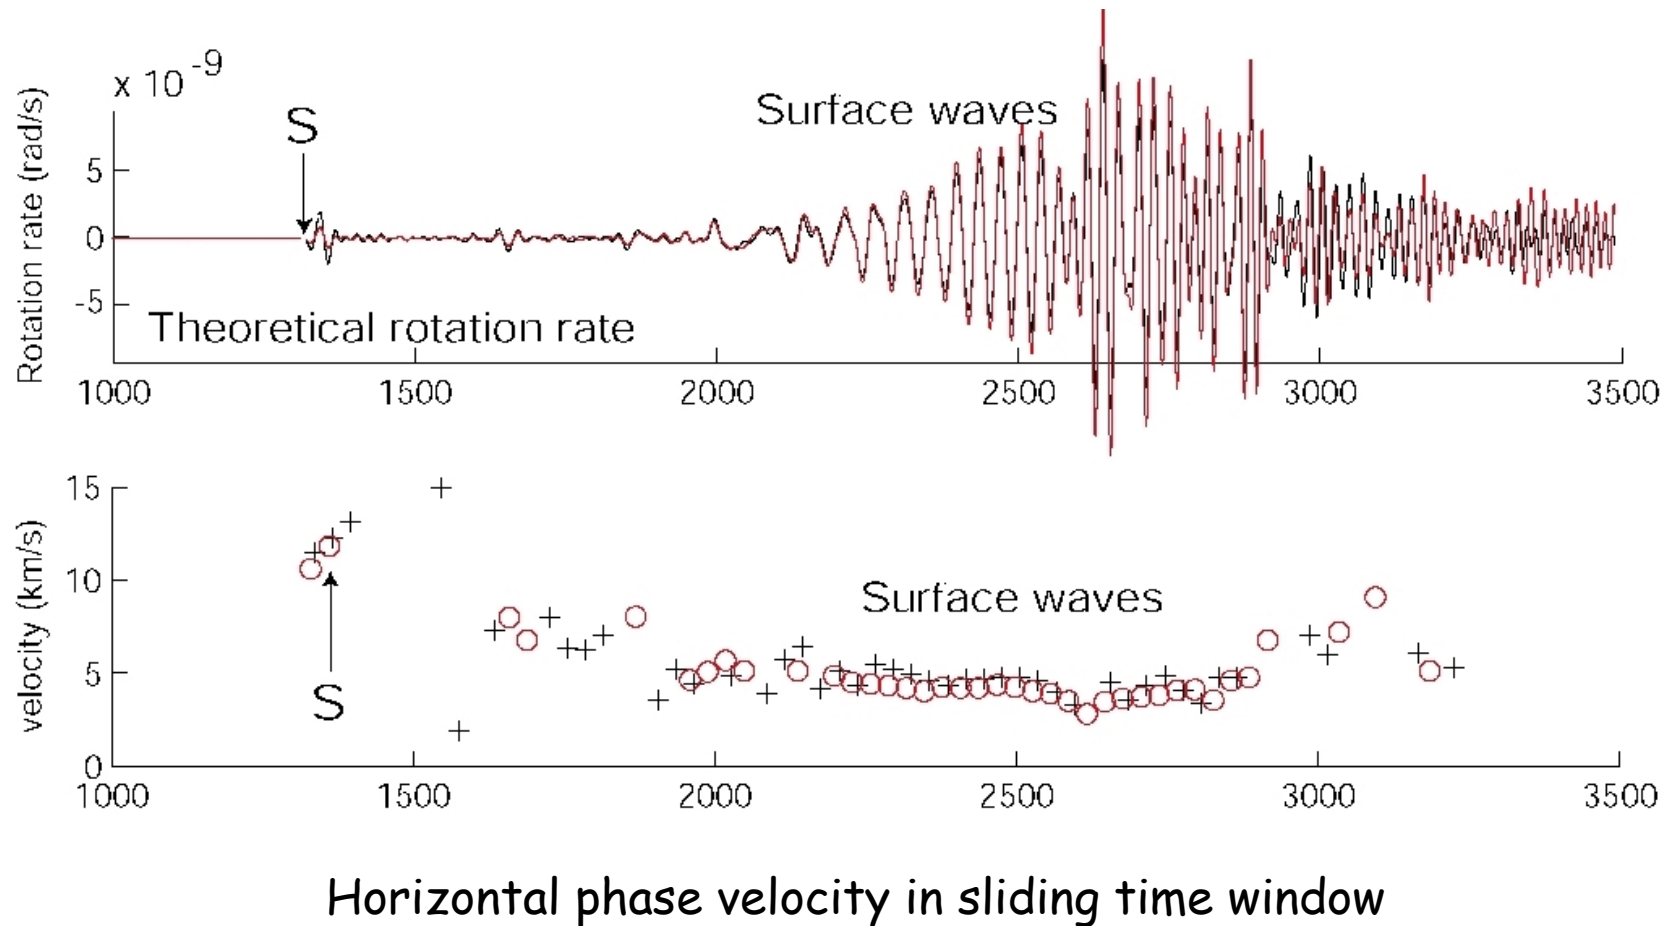 x 10 -9
Rotation rate (rad/s)
S
Surface waves
5
0
-5
Theoretical rotation rate
1000 1500 2000 2500 3000 3500
velocity (km/s)
15
10
5
0
Surface waves
S
1000 1500 2000 2500 3000 3500
Horizontal phase velocity in sliding time window